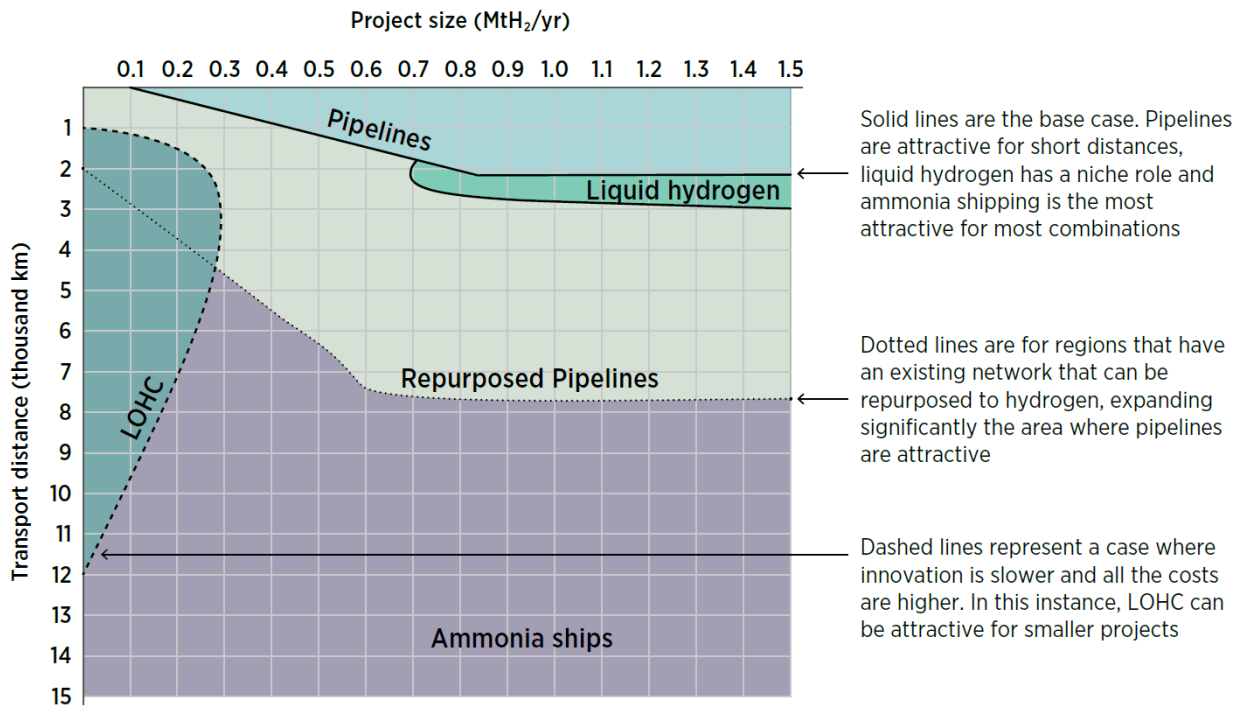 Project size (MtH₂/yr)
0.1 0.2 0.3 0.4 0.5 0.6 0.7 0.8 0.9 1.0 1.1 1.2 1.3 1.4 1.5
Transport distance (thousand km)
1
2
3
4
5
6
7
8
9
10
11
12
13
14
15
Pipelines
Liquid hydrogen
LOHC
Repurposed Pipelines
Ammonia ships
Solid lines are the base case. Pipelines
are attractive for short distances,
liquid hydrogen has a niche role and
ammonia shipping is the most
attractive for most combinations
Dotted lines are for regions that have
an existing network that can be
repurposed to hydrogen, expanding
significantly the area where pipelines
are attractive
Dashed lines represent a case where
innovation is slower and all the costs
are higher. In this instance, LOHC can
be attractive for smaller projects